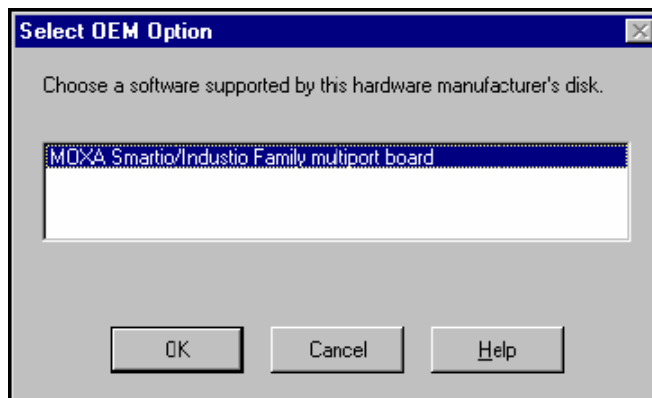 Select OEM Option
Choose a software supported by this hardware manufacturer's disk.
MOXA Smartio/Industio Family multiport board
OK
Cancel
Help